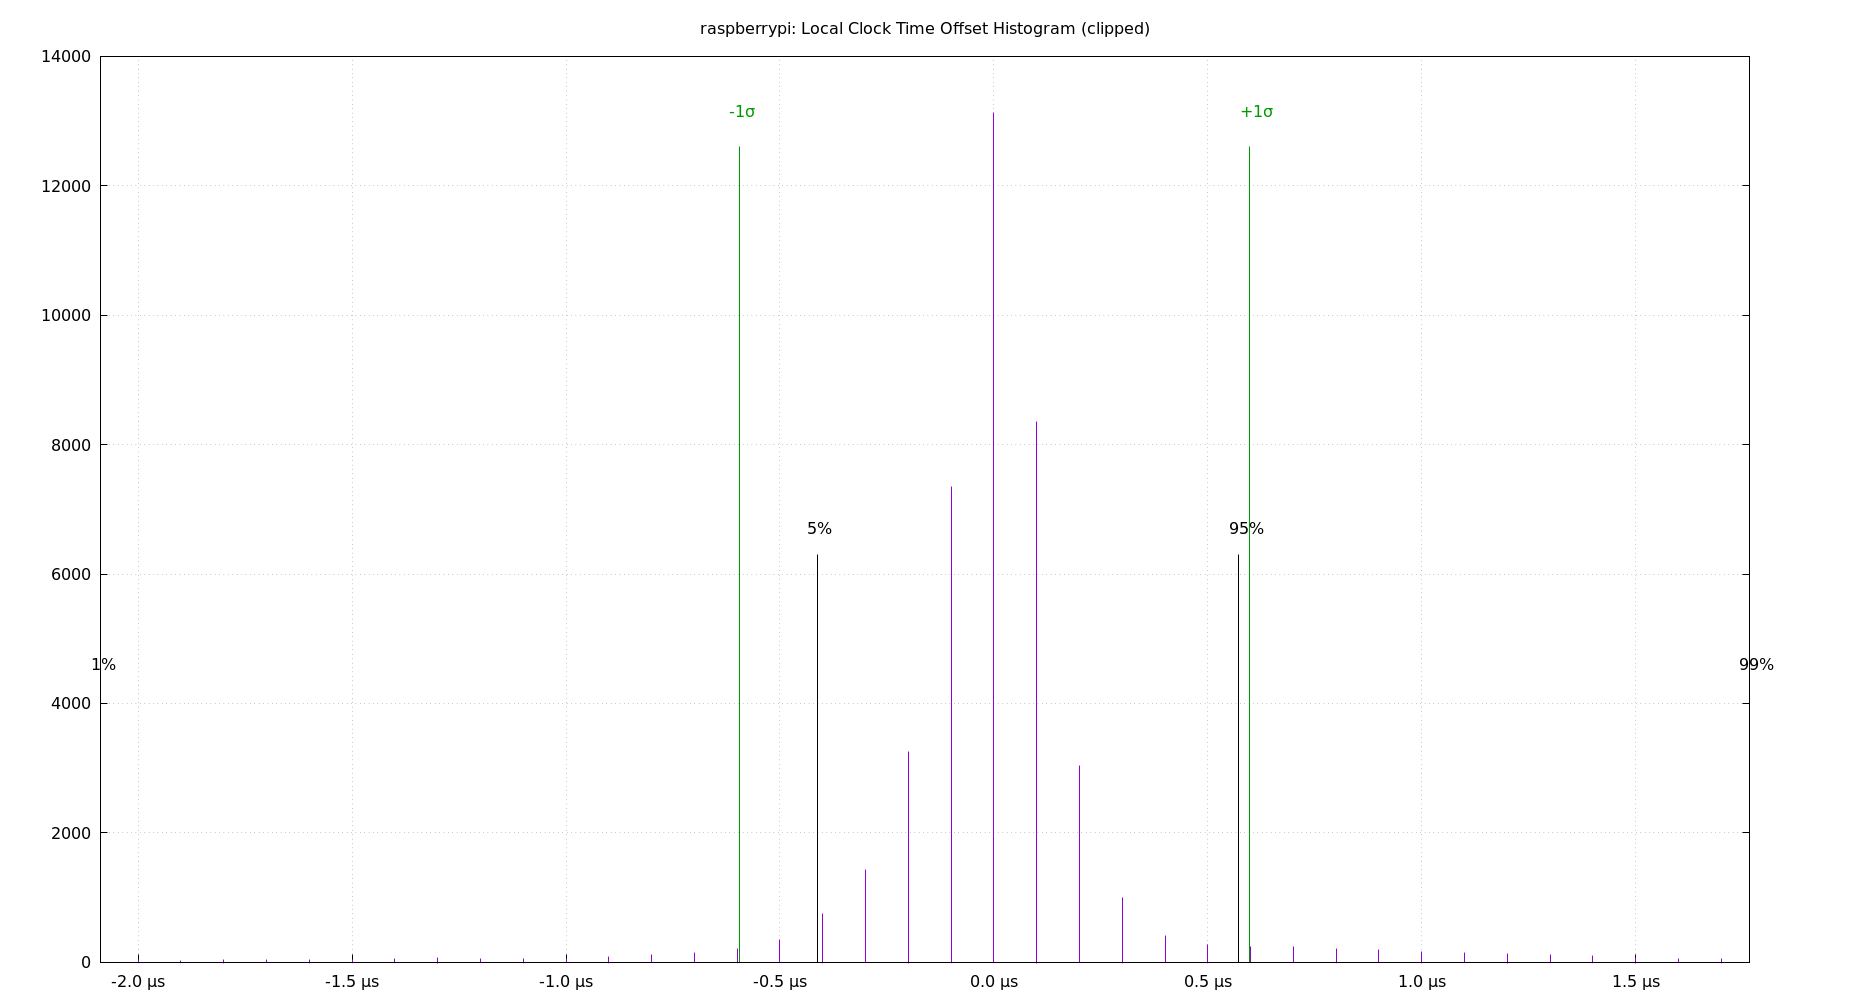 raspberrypi: Local Clock Time Offset Histogram (clipped)
14000
-1σ
+1σ
12000
10000
8000
5%
95%
6000
1%
99%
4000
2000
0
-2.0 µs
-1.5 µs
-1.0 µs
-0.5 µs
0.0 µs
0.5 µs
1.0 µs
1.5 µs